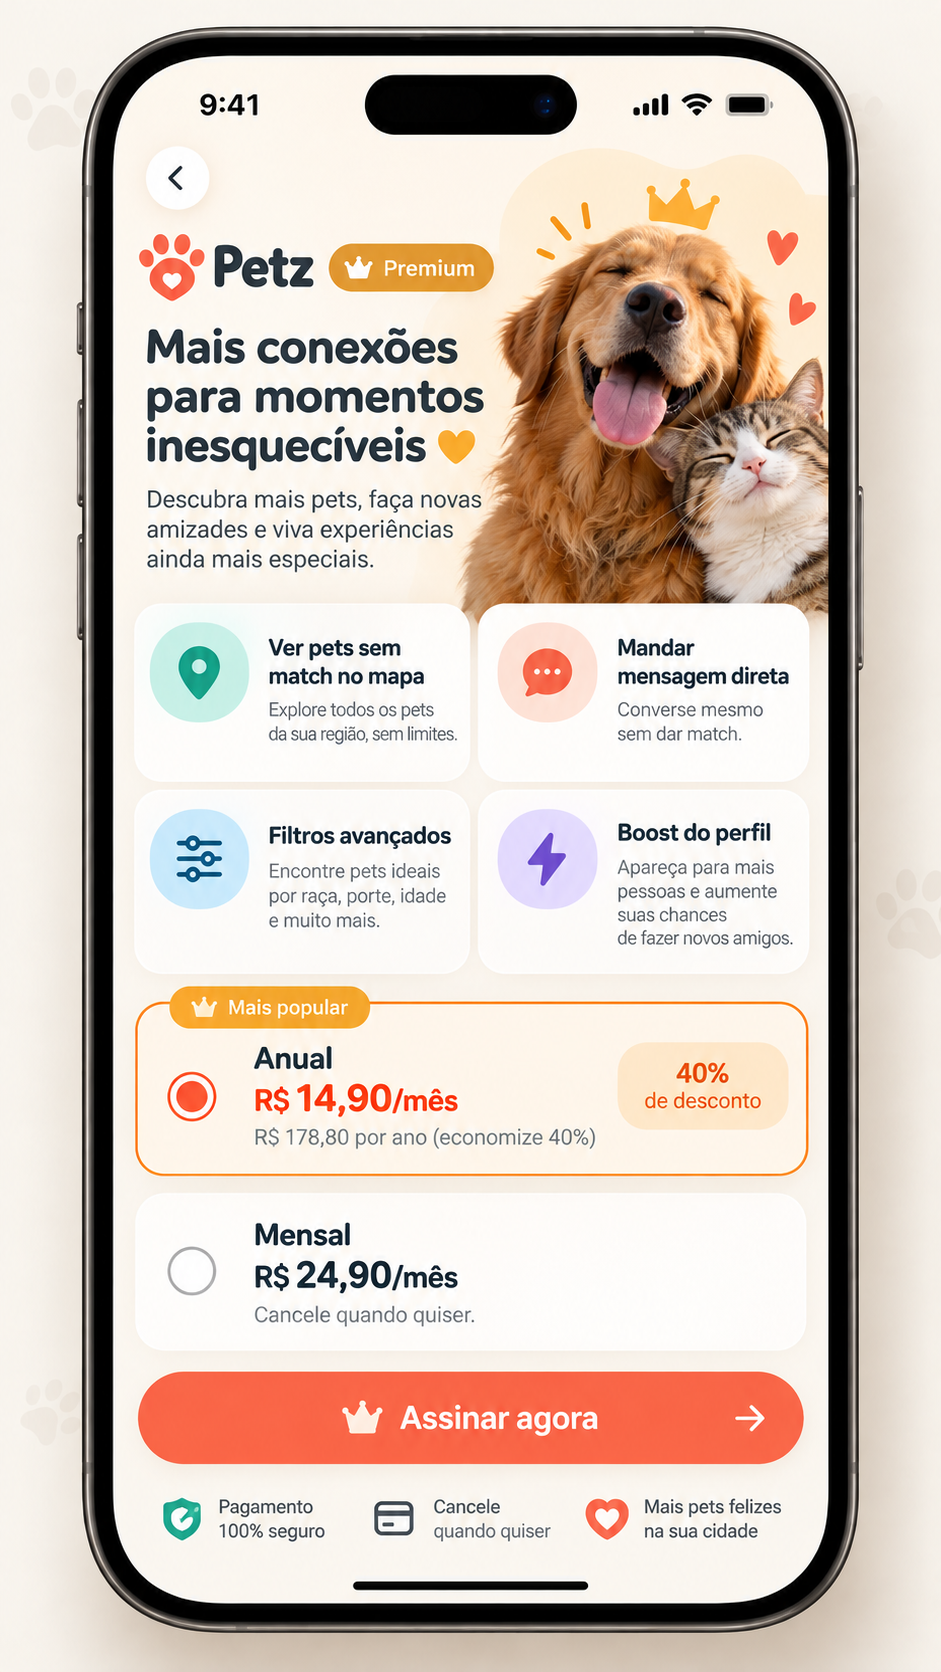 9:41
Petz
Premium
Mais conexões
para momentos
inesquecíveis
Descubra mais pets, faça novas
amizades e viva experiências
ainda mais especiais.
Ver pets sem
match no mapa
Explore todos os pets
da sua região, sem limites.
Mandar
mensagem direta
Converse mesmo
sem dar match.
Filtros avançados
Encontre pets ideais
por raça, porte, idade
e muito mais.
Boost do perfil
Apareça para mais
pessoas e aumente
suas chances
de fazer novos amigos.
Mais popular
Anual
R$ 14,90/mês
R$ 178,80 por ano (economize 40%)
40%
de desconto
Mensal
R$ 24,90/mês
Cancele quando quiser.
Assinar agora
Pagamento
100% seguro
Cancele
quando quiser
Mais pets felizes
na sua cidade